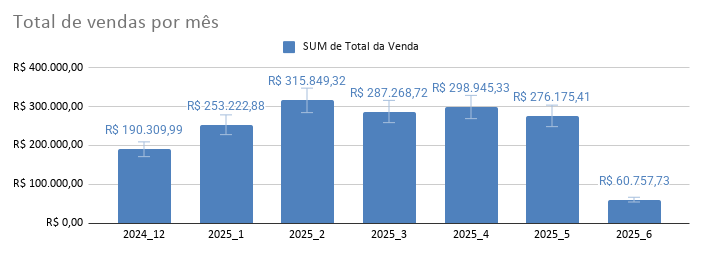 Total de vendas por mês
SUM de Total da Venda
R$ 400.000,00
R$ 300.000,00
R$ 200.000,00
R$ 100.000,00
R$ 0,00
R$ 190.309,99
R$ 253.222,88
R$ 315.849,32
R$ 287.268,72
R$ 298.945,33
R$ 276.175,41
R$ 60.757,73
2024_12
2025_1
2025_2
2025_3
2025_4
2025_5
2025_6